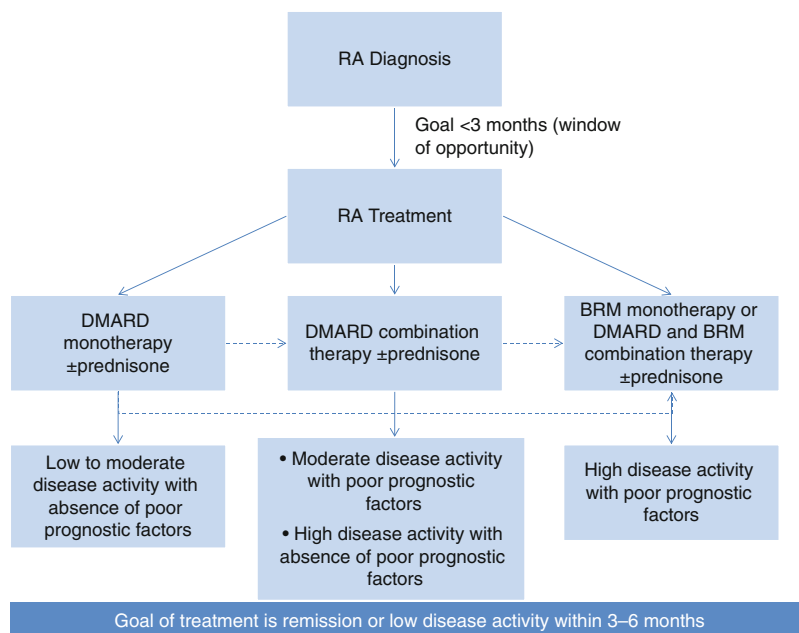 RA Diagnosis
Goal <3 months (window
of opportunity)
RA Treatment
DMARD
monotherapy
±prednisone
DMARD combination
therapy ±prednisone
BRM monotherapy or
DMARD and BRM
combination therapy
±prednisone
Low to moderate
disease activity with
absence of poor
prognostic factors
• Moderate disease activity
with poor prognostic
factors
• High disease activity with
absence of poor prognostic
factors
High disease activity
with poor prognostic
factors
Goal of treatment is remission or low disease activity within 3–6 months